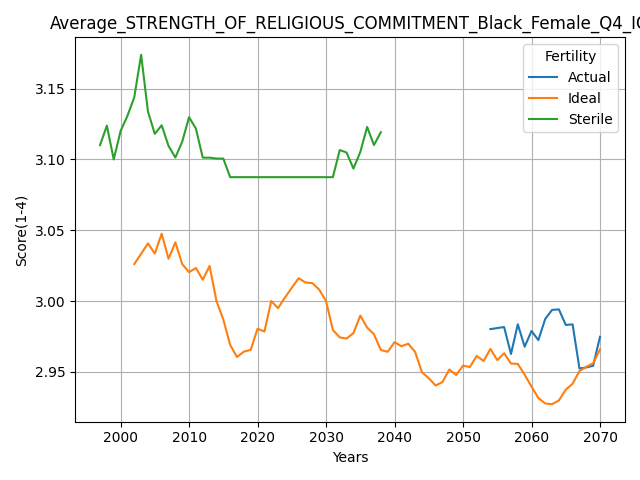 Average_STRENGTH_OF_RELIGIOUS_COMMITMENT_Black_Female_Q4_IQ
Fertility
Actual
Ideal
Sterile
3.15
3.10
3.05
3.00
2.95
Score(1-4)
2000 2010 2020 2030 2040 2050 2060 2070
Years